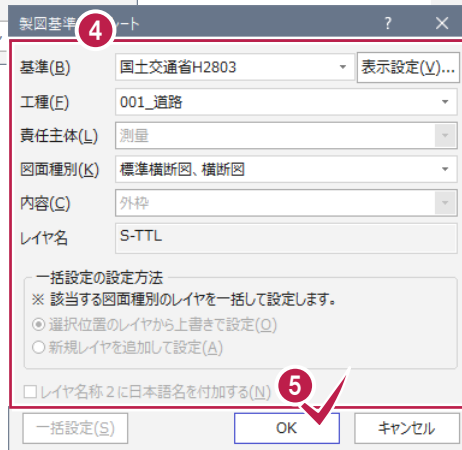 製図基準 レート ? ×
4
基準(B) 国土交通省H2803 表示設定(V)...
工種(F) 001_道路
責任主体(L) 測量
図面種別(K) 標準横断図、横断図
内容(C) 外枠
レイヤ名 S-TTL
一括設定の設定方法
※ 該当する図面種別のレイヤを一括して設定します。
選択位置のレイヤから上書きで設定(O)
新規レイヤを追加して設定(A)
レイヤ名称2に日本語名を付加する(N)
5
一括設定(S) OK キャンセル